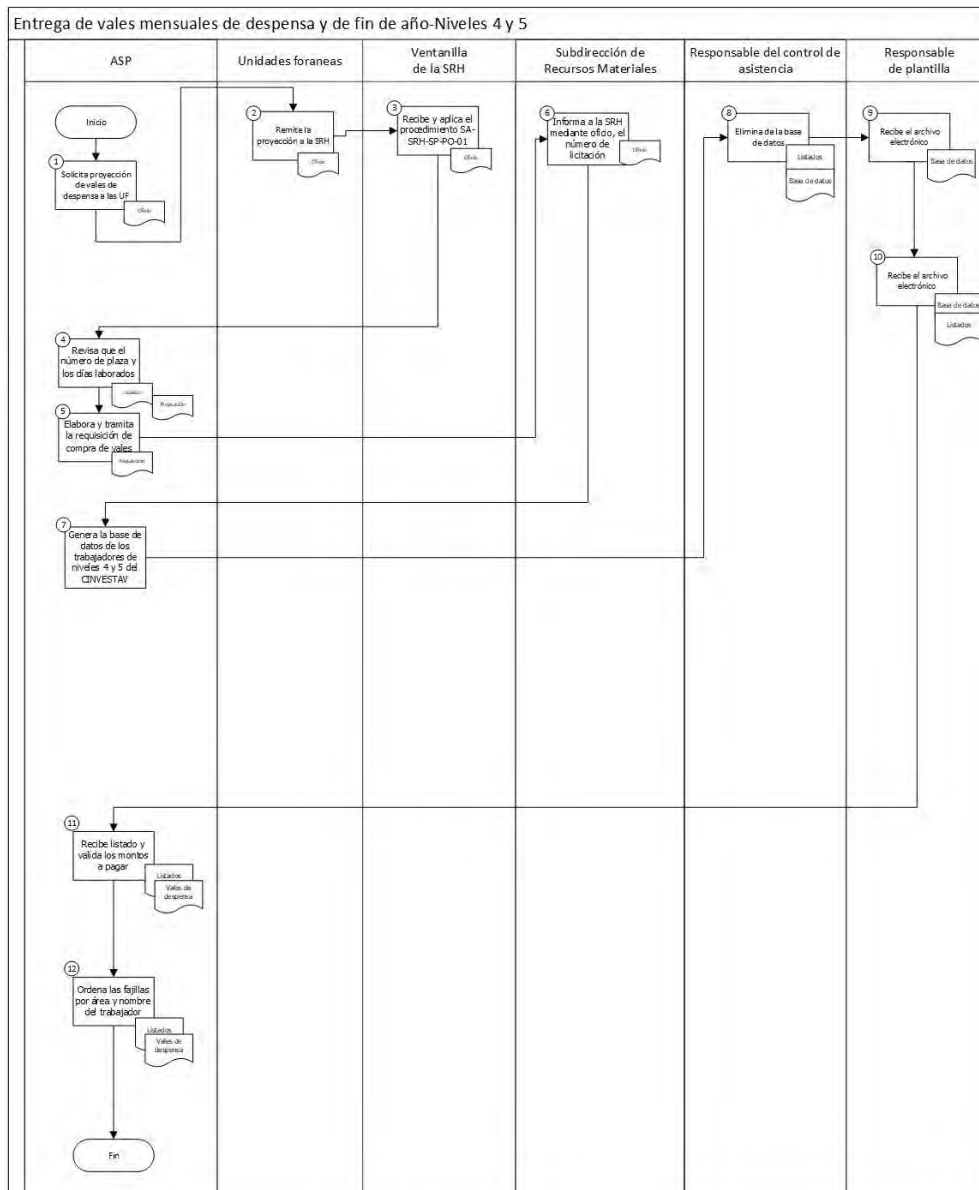 Entrega de vales mensuales de despensa y de fin de año-Niveles 4 y 5
ASP
Unidades foraneas
Ventanilla
de la SRH
Subdirección de
Recursos Materiales
Responsable del control de
asistencia
Responsable
de plantilla
Inicio
1
Solicita proyección
de vales de
despensa a las UF
Oficio
2
Remite la
proyección a la SRH
Oficio
3
Recibe y aplica el
procedimiento SA-
SRH-SP-PO-01
Oficio
6
Informa a la SRH
mediante oficio, el
número de
licitación
Oficio
8
Elimina de la base
de datos
Listados
Base de datos
9
Recibe el archivo
electrónico
Base de datos
10
Recibe el archivo
electrónico
Base de datos
Listados
4
Revisa que el
número de plaza y
los días laborados
5
Elabora y tramita
la requisición de
compra de vales
Requisición
7
Genera la base de
datos de los
trabajadores de
niveles 4 y 5 del
CINVESTAV
11
Recibe listado y
valida los montos
a pagar
Listados
Vales de
despensa
12
Ordena las fajillas
por área y nombre
del trabajador
Listados
Vales de
despensa
Fin